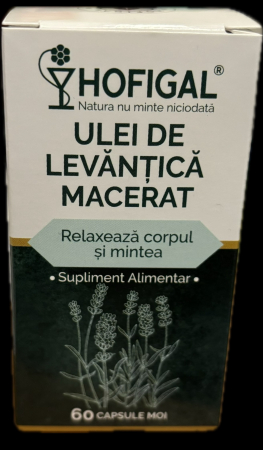 HOFIGAL®
Natura nu minte niciodată
ULEI DE
LEVĂNȚICĂ
MACERAT
Relaxează corpul
și mintea
• Supliment Alimentar •
60 CAPSULE MOI